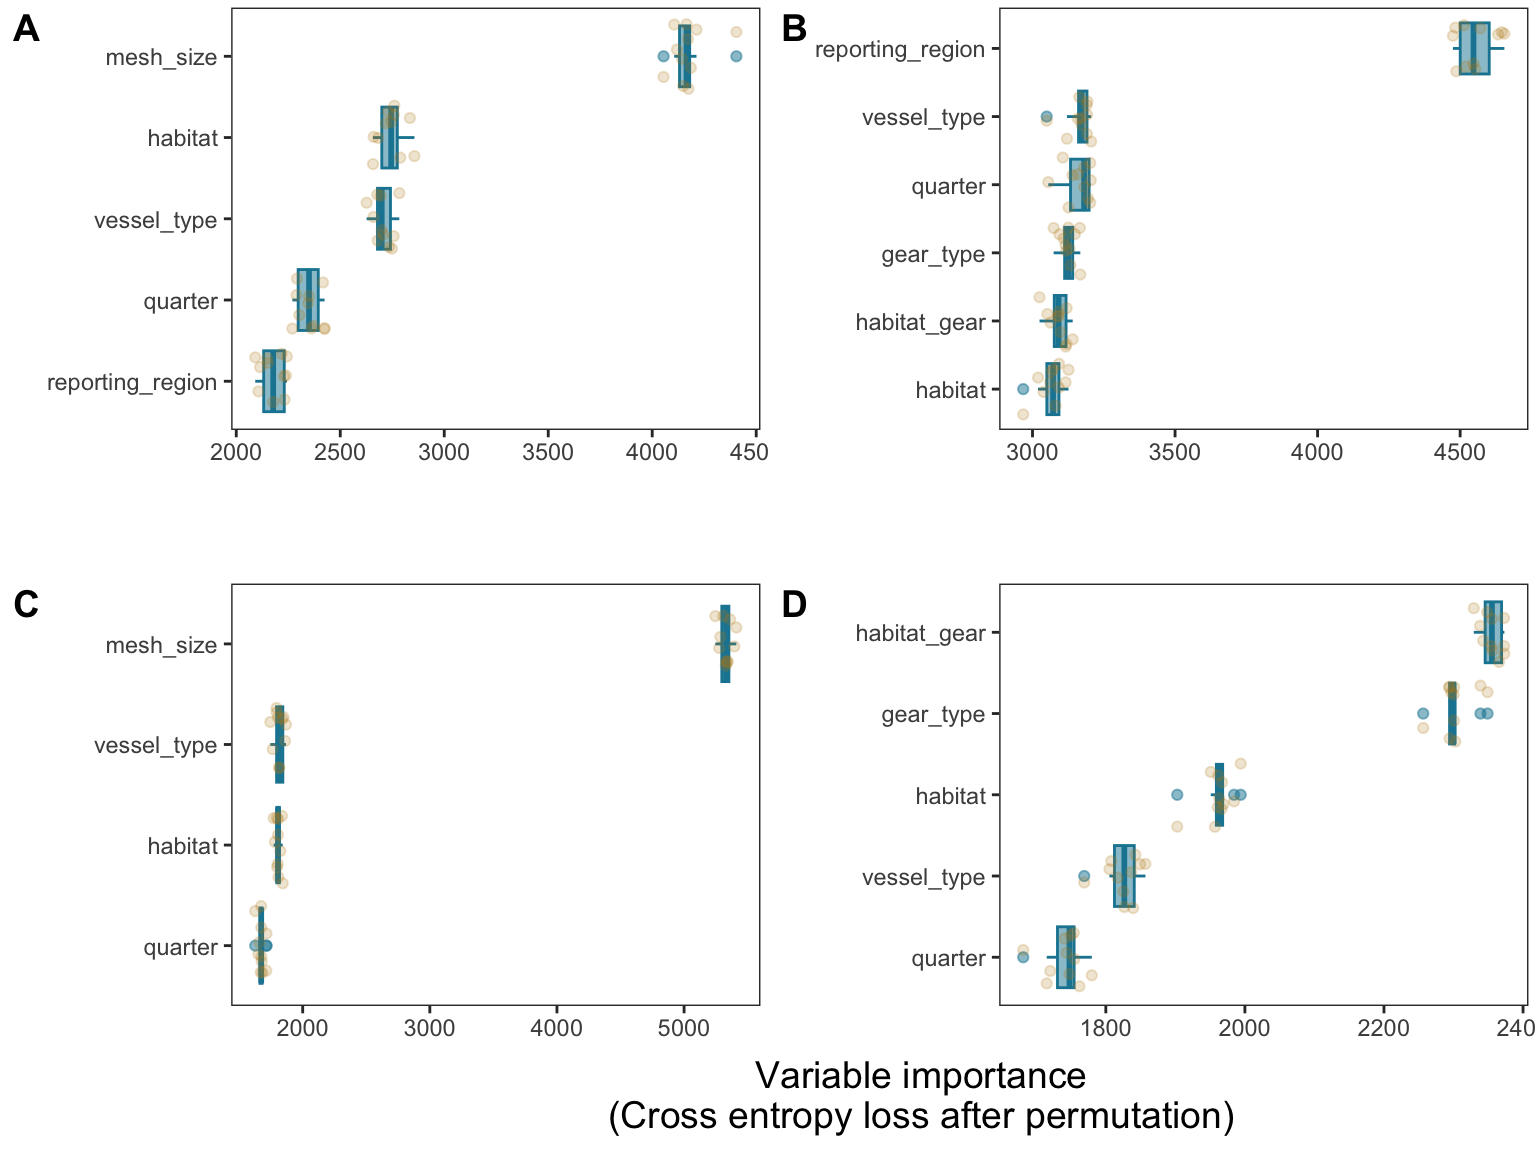 A
mesh_size
habitat
vessel_type
quarter
reporting_region
2000 2500 3000 3500 4000 450
B
reporting_region
vessel_type
quarter
gear_type
habitat_gear
habitat
3000 3500 4000 4500
C
mesh_size
vessel_type
habitat
quarter
2000 3000 4000 5000
D
habitat_gear
gear_type
habitat
vessel_type
quarter
1800 2000 2200 240
Variable importance
(Cross entropy loss after permutation)